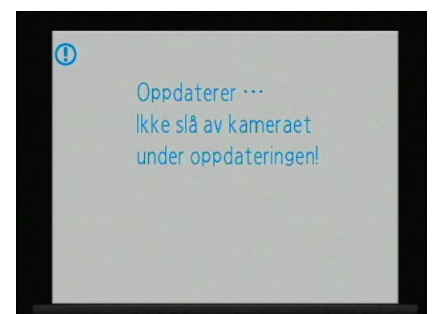 Oppdaterer ···
Ikke slå av kameraet
under oppdateringen!